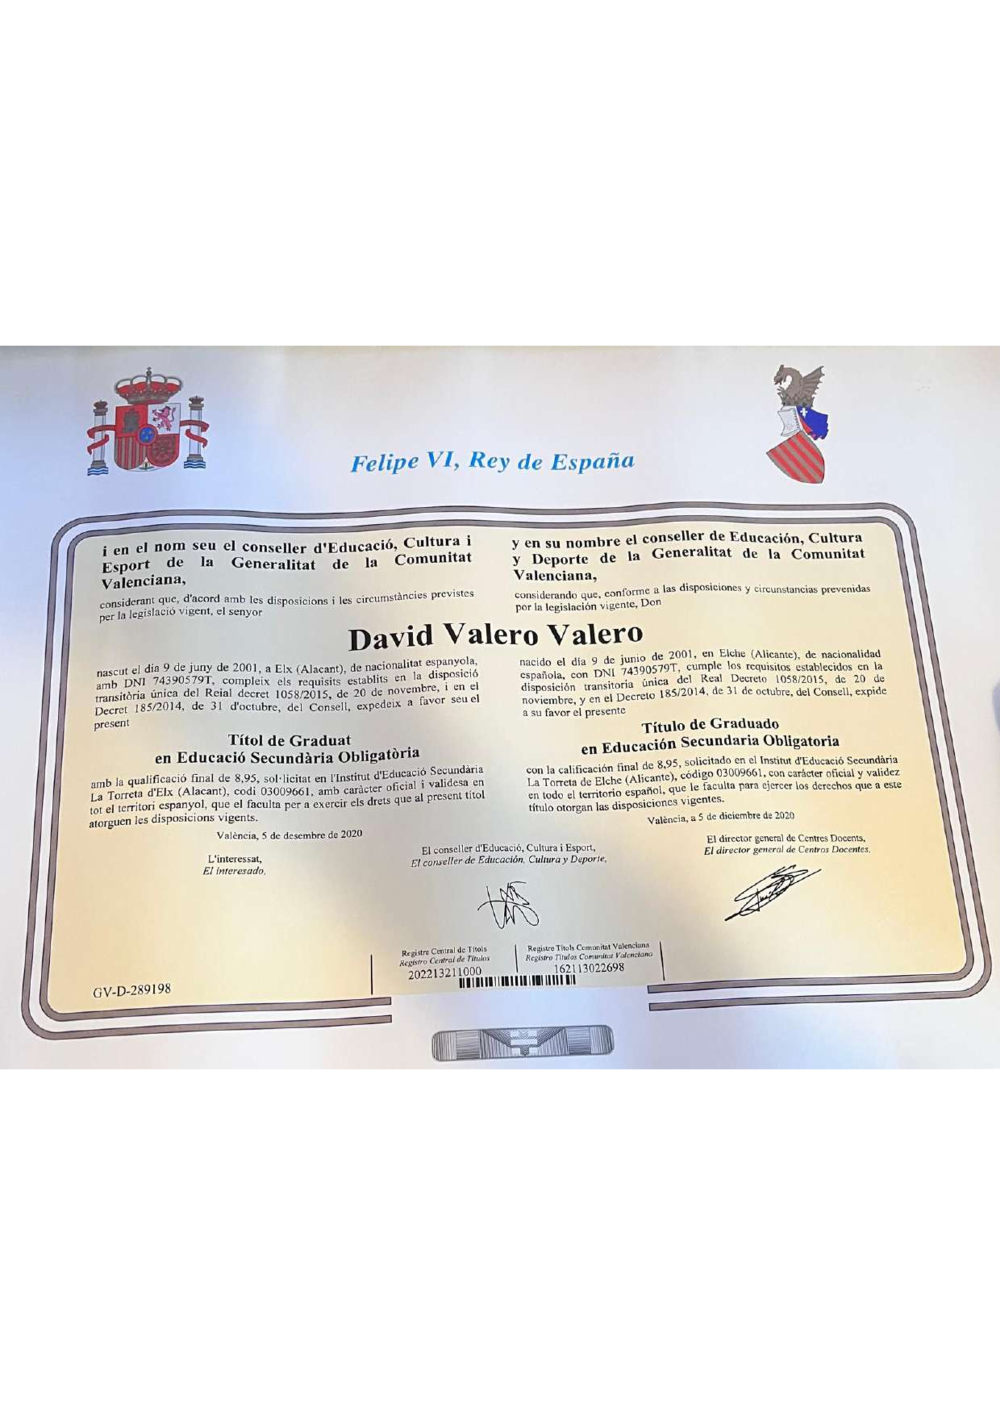 Felipe VI, Rey de España
i en el nom seu el conseller d'Educació, Cultura i
Esport de la Generalitat de la Comunitat
Valenciana,
considerant que, d'acord amb les disposicions i les circumstàncies previstes
per la legislació vigent, el senyor
y en su nombre el conseller de Educación, Cultura
y Deporte de la Generalitat de la Comunitat
Valenciana,
considerando que, conforme a las disposiciones y circunstancias prevenidas
por la legislación vigente, Don
David Valero Valero
nascut el dia 9 de juny de 2001, a Elx (Alacant), de nacionalitat espanyola,
amb DNI 74390579T, compleix els requisits establits en la disposició
transitòria única del Reial decret 1058/2015, de 20 de novembre, i en el
Decret 185/2014, de 31 d'octubre, del Consell, expedeix a favor seu el
present
Títol de Graduat
en Educació Secundària Obligatòria
amb la qualificació final de 8,95, sol·licitat en l'Institut d'Educació Secundària
La Torreta d'Elx (Alacant), codi 03009661, amb caràcter oficial i validesa en
tot el territori espanyol, que el faculta per a exercir els drets que al present títol
atorguen les disposicions vigents.
València, 5 de desembre de 2020
nacido el día 9 de junio de 2001, en Elche (Alicante), de nacionalidad
española, con DNI 74390579T, cumple los requisitos establecidos en la
disposición transitoria única del Real Decreto 1058/2015, de 20 de
noviembre, y en el Decreto 185/2014, de 31 de octubre, del Consell, expide
a su favor el presente
Título de Graduado
en Educación Secundaria Obligatoria
con la calificación final de 8,95, solicitado en el Institut d'Educació Secundària
La Torreta de Elche (Alicante), código 03009661, con carácter oficial y validez
en todo el territorio español, que le faculta para ejercer los derechos que a este
título otorgan las disposiciones vigentes.
València, a 5 de diciembre de 2020
L'interessat,
El interesado,
El conseller d'Educació, Cultura i Esport,
El conseller de Educación, Cultura y Deporte,
El director general de Centres Docents,
El director general de Centros Docentes,
Registre Central de Títols
Registro Central de Títulos
202213211000
Registre Títols Comunitat Valenciana
Registro Títulos Comunitat Valenciana
162113022698
GV-D-289198